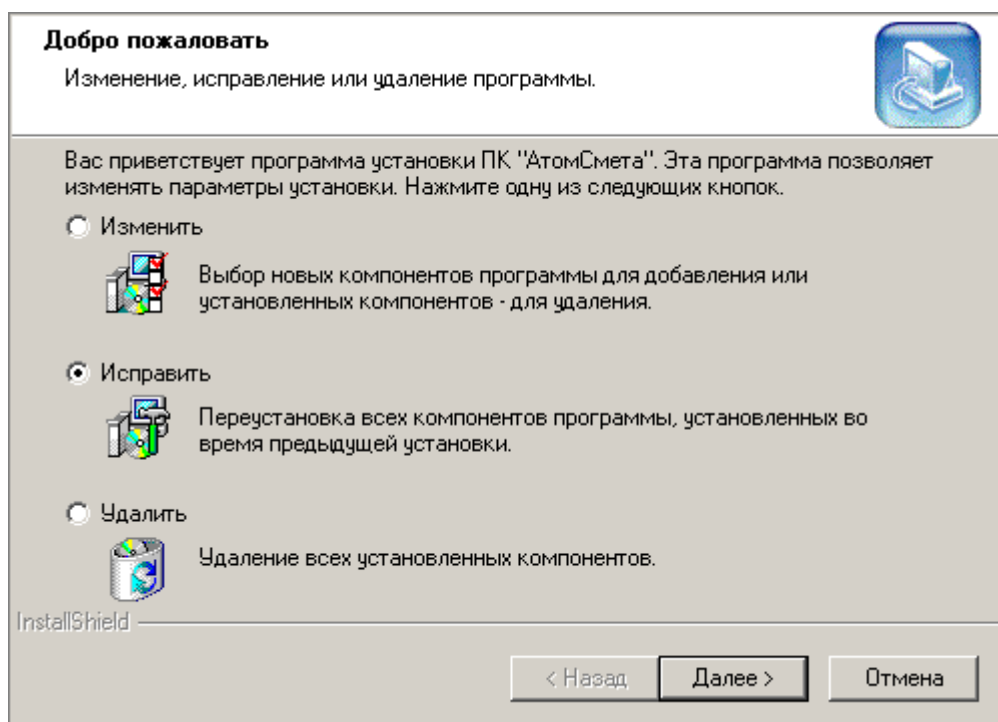 Добро пожаловать
Изменение, исправление или удаление программы.
Вас приветствует программа установки ПК "АтомСмета". Эта программа позволяет
изменять параметры установки. Нажмите одну из следующих кнопок.
Изменить
Выбор новых компонентов программы для добавления или
установленных компонентов - для удаления.
Исправить
Переустановка всех компонентов программы, установленных во
время предыдущей установки.
Удалить
Удаление всех установленных компонентов.
InstallShield
< Назад Далее > Отмена